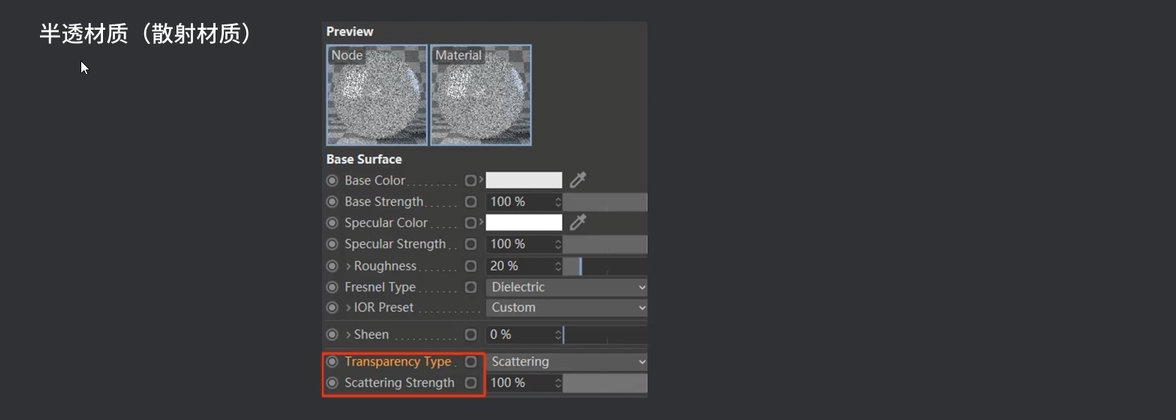 半透材质（散射材质）
Preview
Node Material
Base Surface
Base Color
Base Strength 100 %
Specular Color
Specular Strength 100 %
Roughness 20 %
Fresnel Type Dielectric
IOR Preset Custom
Sheen 0 %
Transparency Type Scattering
Scattering Strength 100 %